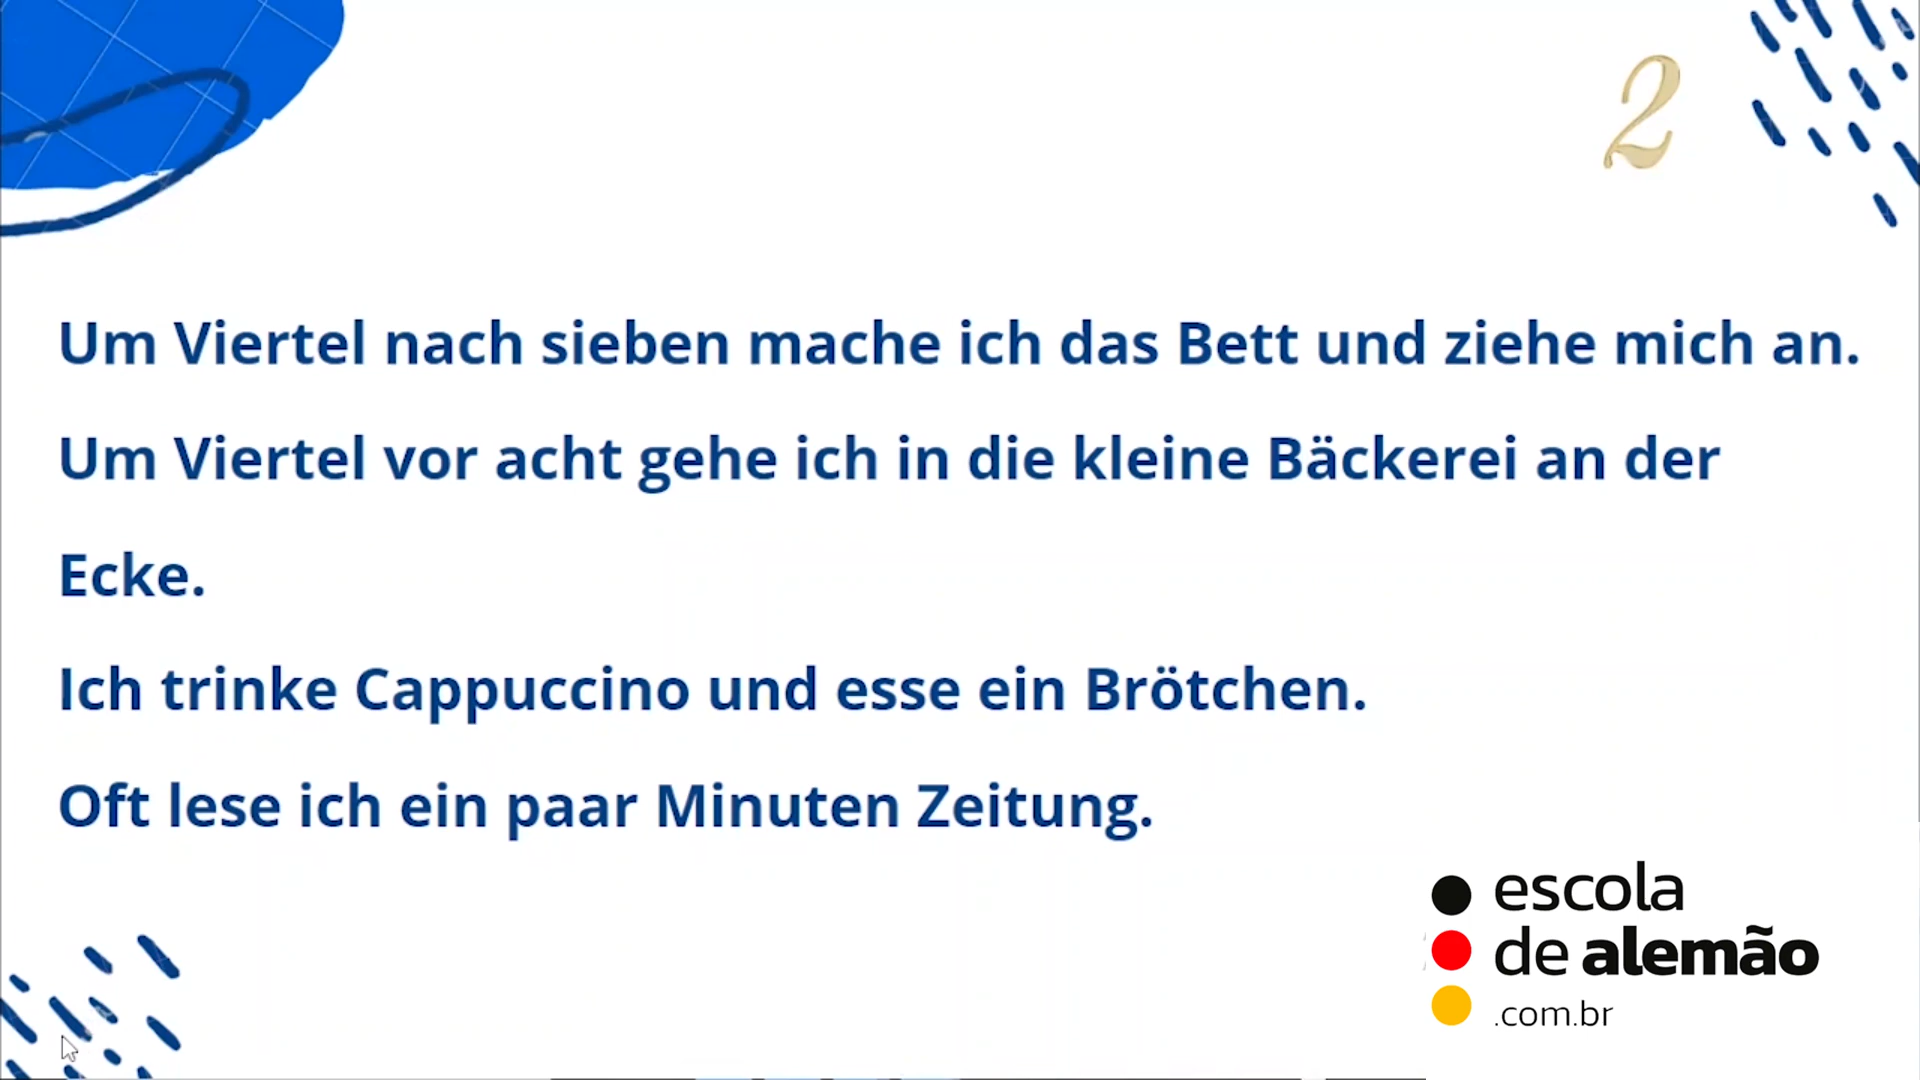 2
Um Viertel nach sieben mache ich das Bett und ziehe mich an.
Um Viertel vor acht gehe ich in die kleine Bäckerei an der
Ecke.
Ich trinke Cappuccino und esse ein Brötchen.
Oft lese ich ein paar Minuten Zeitung.
escola
de alemão
.com.br